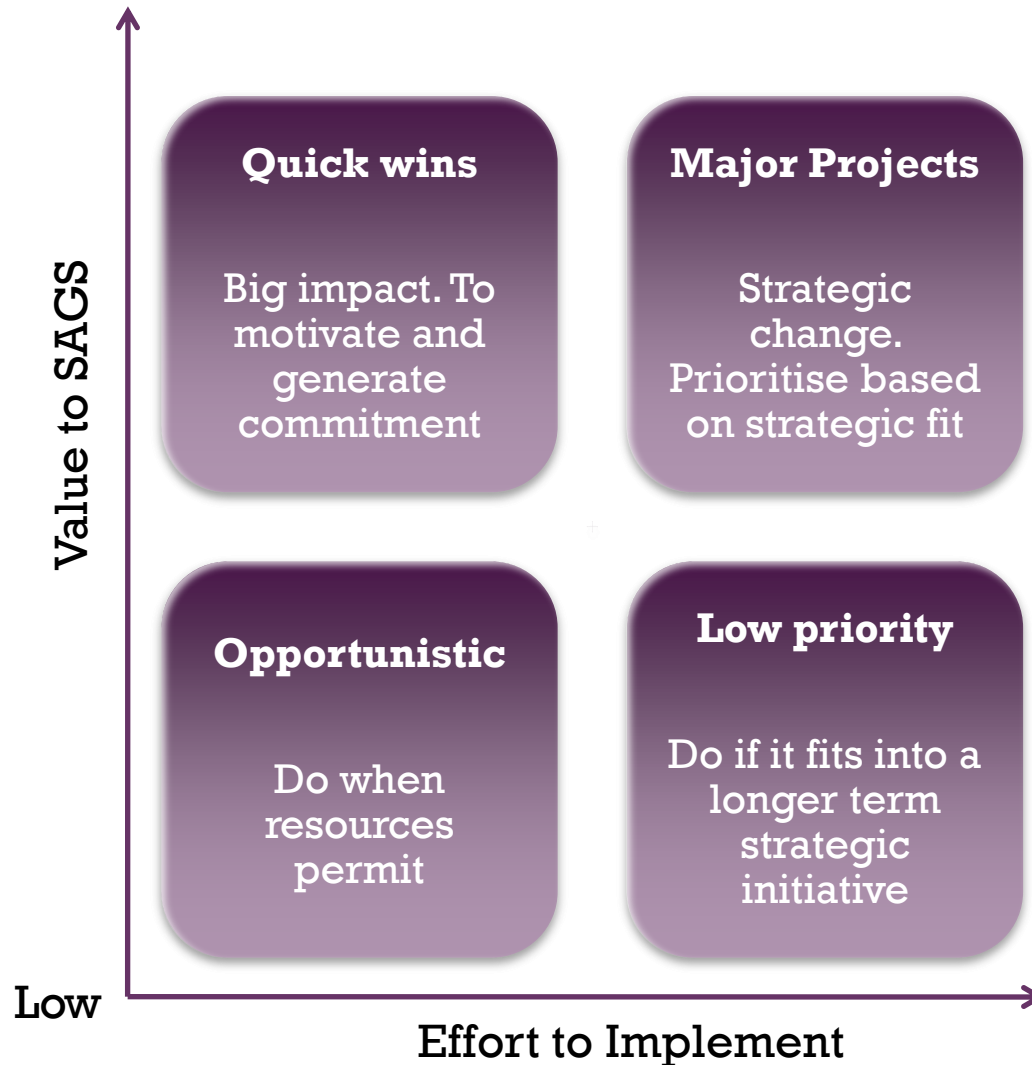 Value to SAGS
Quick wins
Big impact. To
motivate and
generate
commitment
Major Projects
Strategic
change.
Prioritise based
on strategic fit
Opportunistic
Do when
resources
permit
Low priority
Do if it fits into a
longer term
strategic
initiative
Low
Effort to Implement